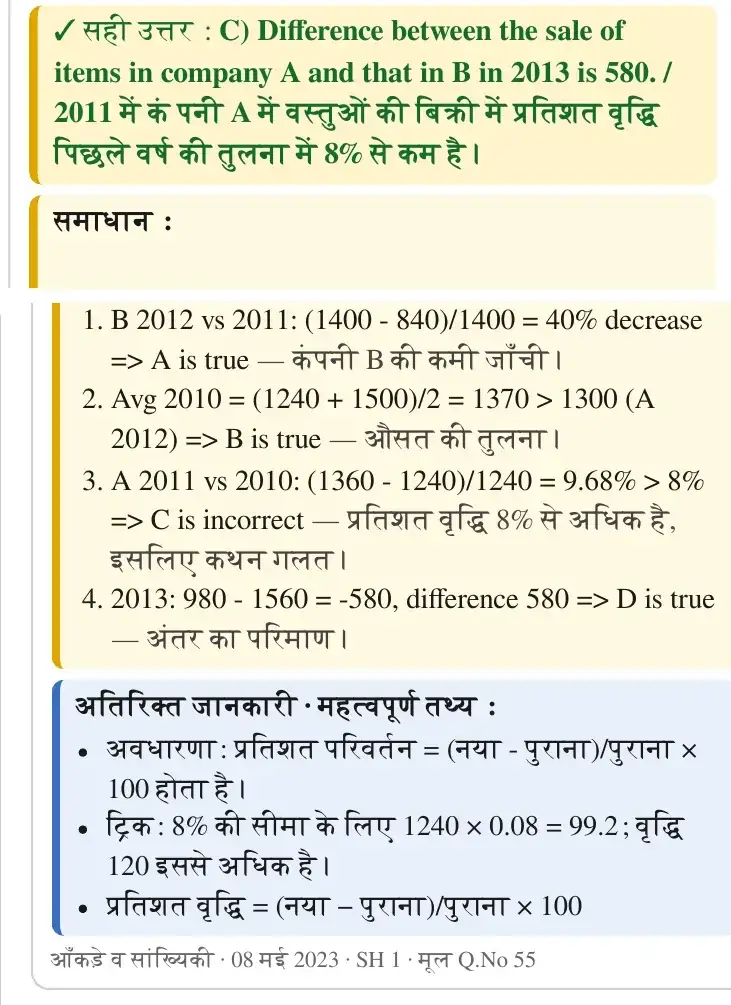 ✓ सही उत्तर : C) Difference between the sale of
items in company A and that in B in 2013 is 580. /
2011 में कं पनी A में वस्तुओं की बिक्री में प्रतिशत वृद्धि
पिछले वर्ष की तुलना में 8% से कम है।
समाधान :
1. B 2012 vs 2011: (1400 - 840)/1400 = 40% decrease
=> A is true — कंपनी B की कमी जाँची।
2. Avg 2010 = (1240 + 1500)/2 = 1370 > 1300 (A
2012) => B is true — औसत की तुलना।
3. A 2011 vs 2010: (1360 - 1240)/1240 = 9.68% > 8%
=> C is incorrect — प्रतिशत वृद्धि 8% से अधिक है,
इसलिए कथन गलत।
4. 2013: 980 - 1560 = -580, difference 580 => D is true
— अंतर का परिमाण।
अतिरिक्त जानकारी · महत्वपूर्ण तथ्य :
• अवधारणा : प्रतिशत परिवर्तन = (नया - पुराना)/पुराना ×
100 होता है।
• ट्रिक : 8% की सीमा के लिए 1240 × 0.08 = 99.2 ; वृद्धि
120 इससे अधिक है।
• प्रतिशत वृद्धि = (नया – पुराना)/पुराना × 100
आँकड़े व सांख्यिकी · 08 मई 2023 · SH 1 · मूल Q.No 55